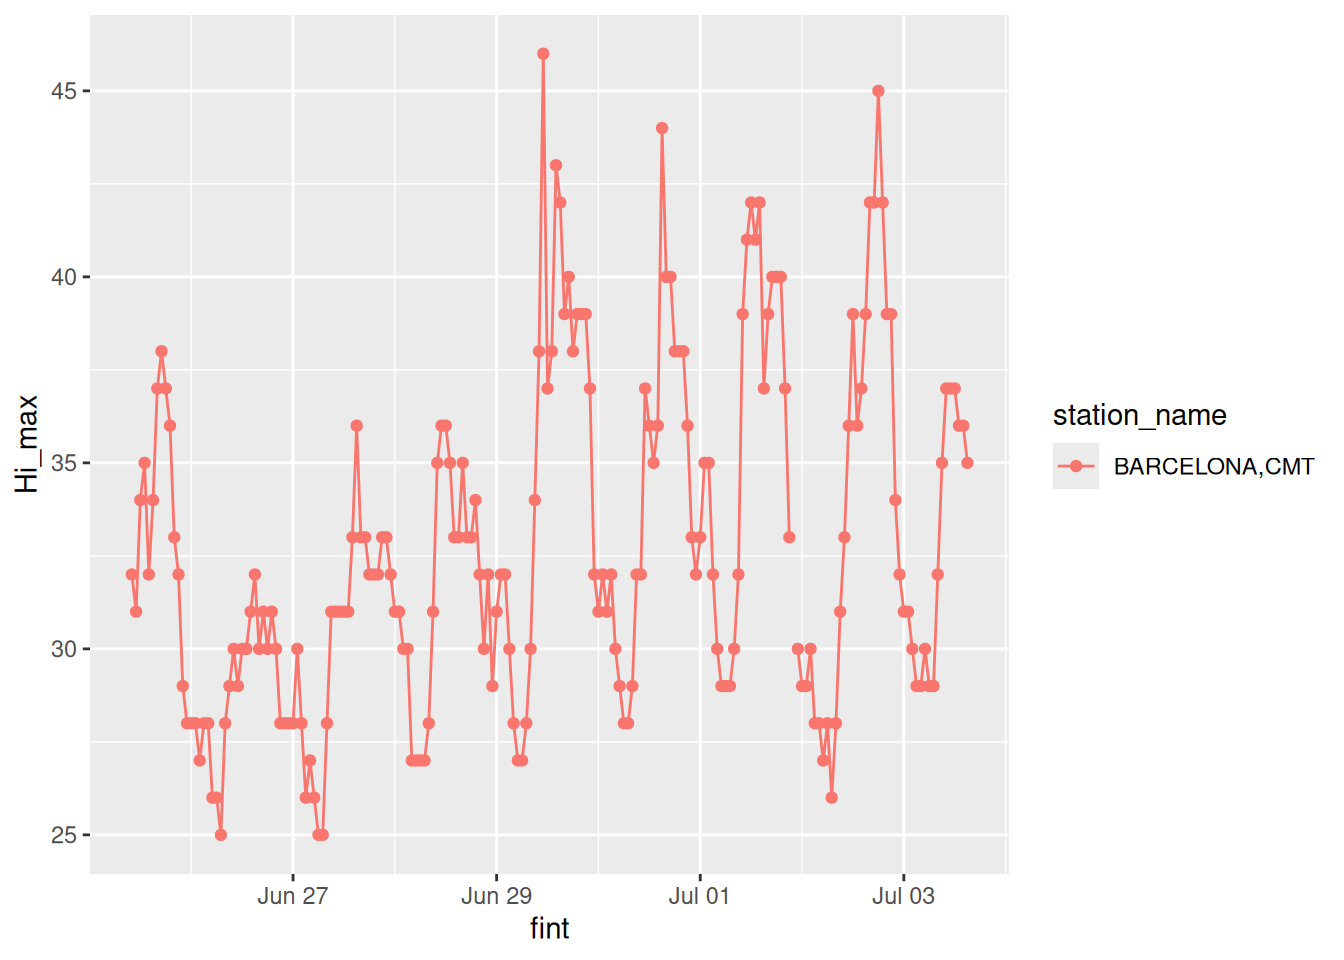 45
40
35
30
25
Hi_max
Jun 27
Jun 29
Jul 01
Jul 03
fint
station_name
BARCELONA,CMT